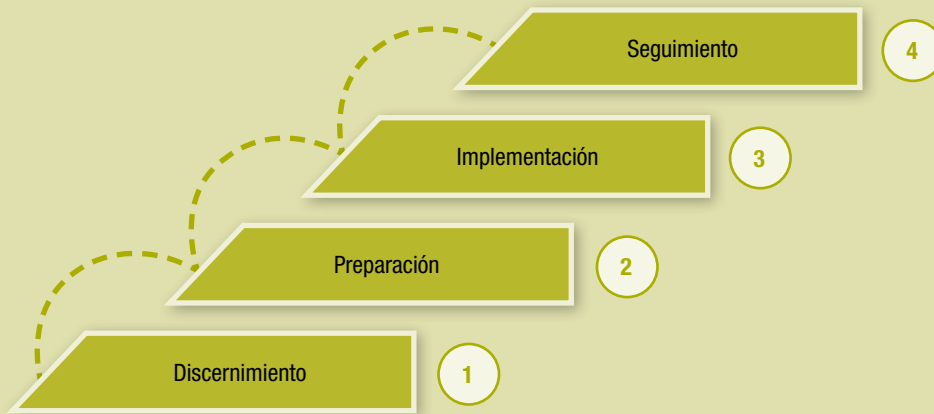 Seguimiento
4
Implementación
3
Preparación
2
Discernimiento
1